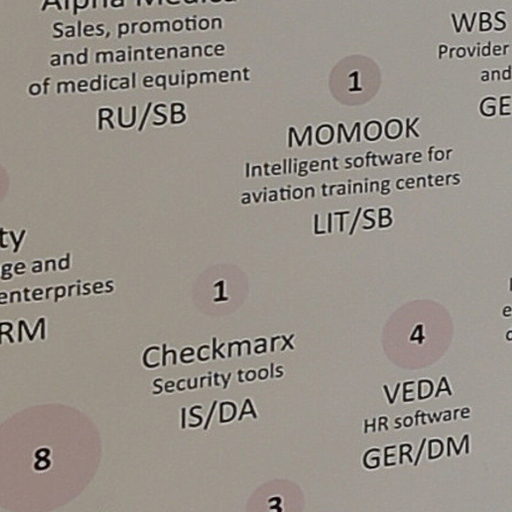 Sales, promotion
and maintenance
of medical equipment
RU/SB
WBS
Provider
and
GE
1
MOMOOK
Intelligent software for
aviation training centers
LIT/SB
ty
ge and
enterprises
RM
1
Checkmarx
Security tools
IS/DA
4
VEDA
HR software
GER/DM
8
3